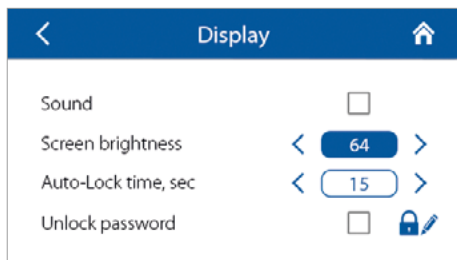 Display
Sound
Screen brightness 64
Auto-Lock time, sec 15
Unlock password